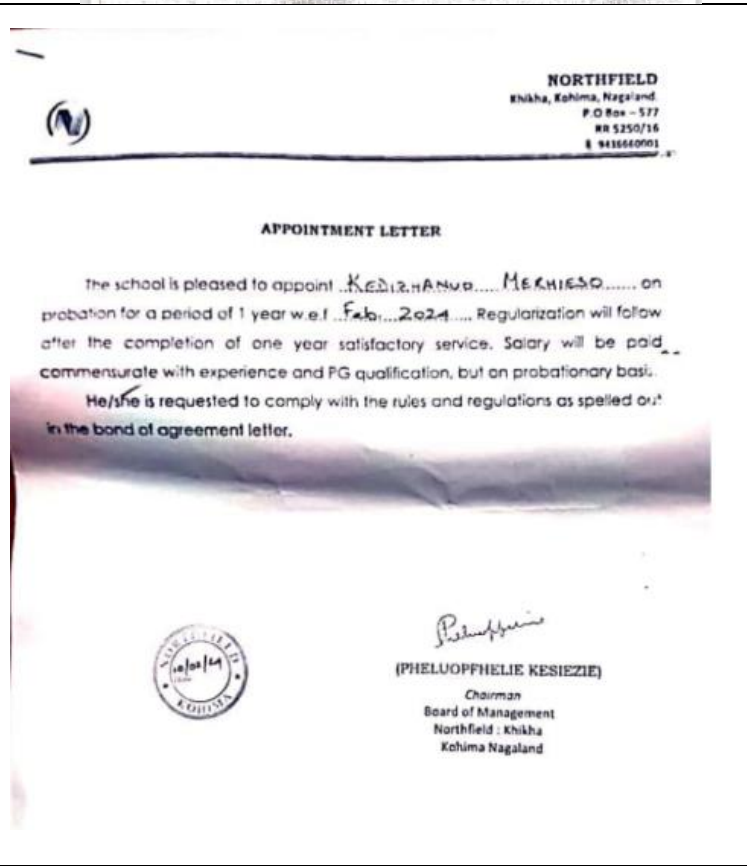 NORTHFIELD
Khikha, Kohima, Nagaland.
P.O Box – 577
RR 5250/16
9436660001
APPOINTMENT LETTER
The school is pleased to appoint ..KEDIZHANUO..... MERHIESO...... on
probation for a period of 1 year w.e.f ..Feb,...2024.... Regularization will follow
after the completion of one year satisfactory service. Salary will be paid
commensurate with experience and PG qualification, but on probationary basis.
He/she is requested to comply with the rules and regulations as spelled out
in the bond of agreement letter.
NORTHFIELD
KOHIMA
(PHELUOPFHELIE KESIEZIE)
Chairman
Board of Management
Northfield : Khikha
Kohima Nagaland